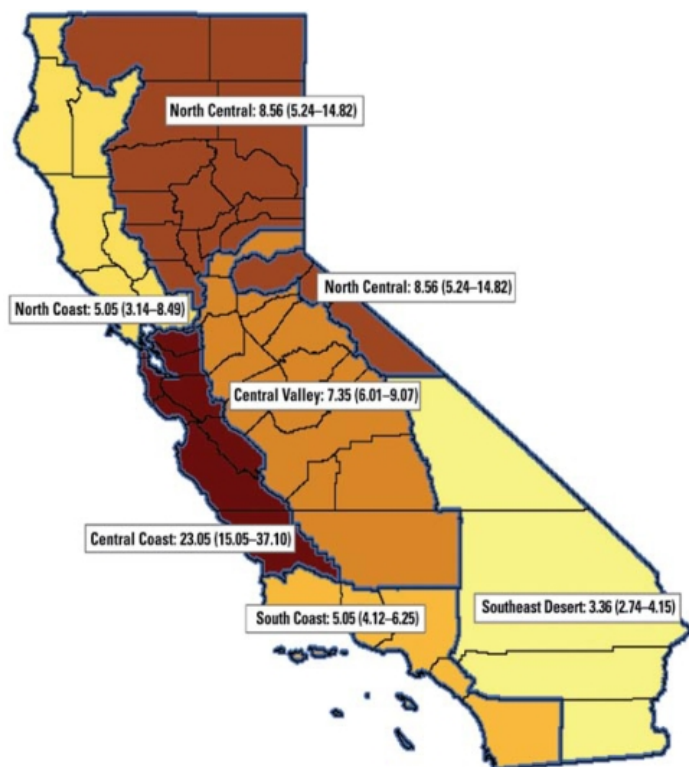 North Central: 8.56 (5.24–14.82)
North Central: 8.56 (5.24–14.82)
North Coast: 5.05 (3.14–8.49)
Central Valley: 7.35 (6.01–9.07)
Central Coast: 23.05 (15.05–37.10)
South Coast: 5.05 (4.12–6.25)
Southeast Desert: 3.36 (2.74–4.15)